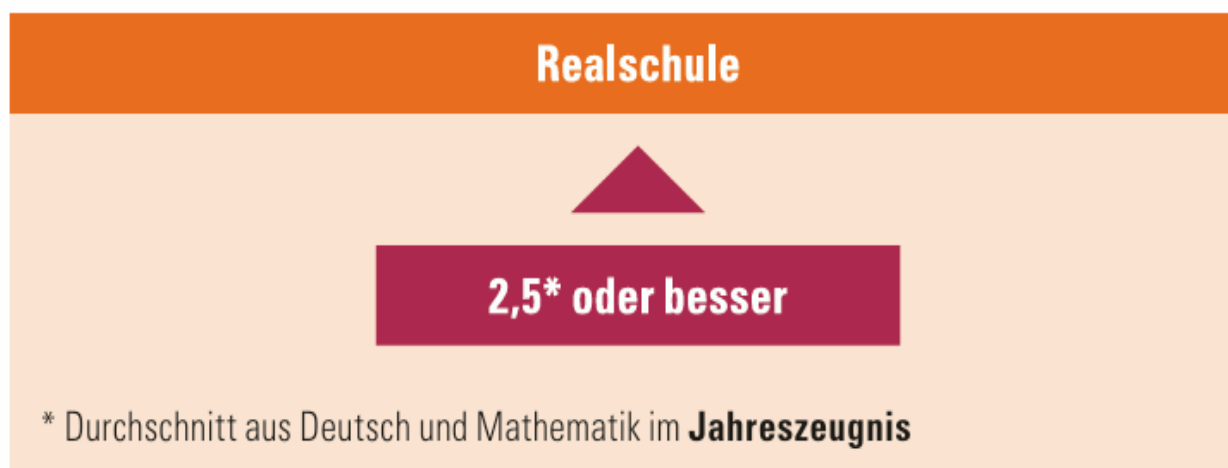 Realschule
2,5* oder besser
* Durchschnitt aus Deutsch und Mathematik im Jahreszeugnis